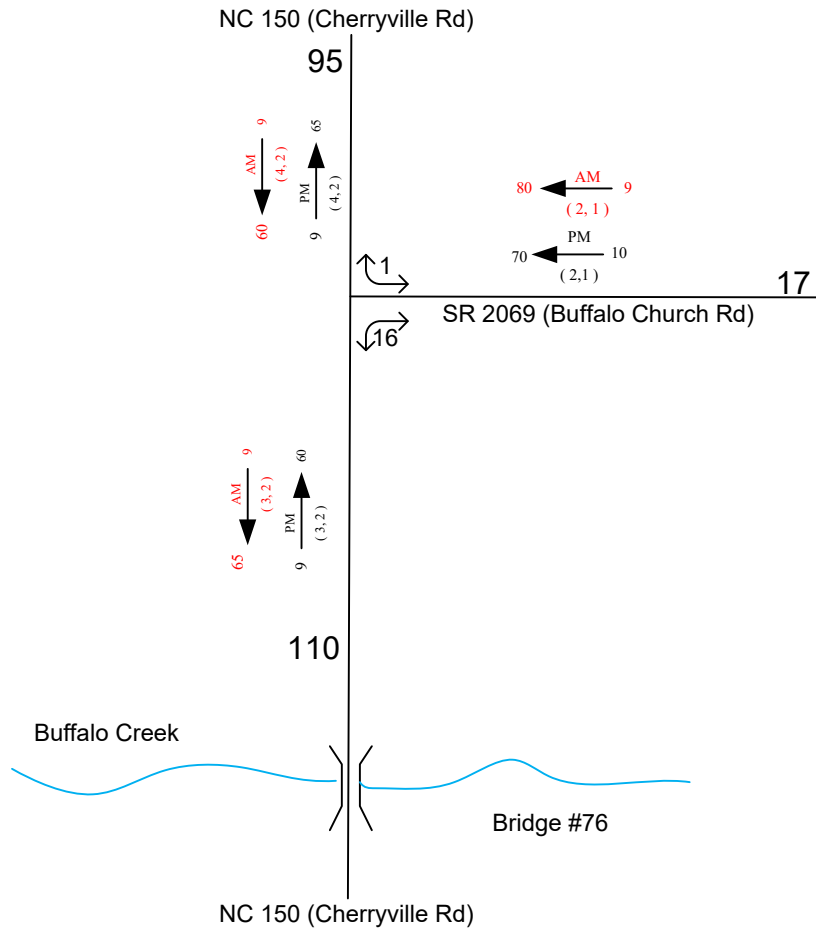 NC 150 (Cherryville Rd)
95
9
AM
( 4, 2 )
60
65
PM
( 4, 2 )
9
80
AM
9
( 2, 1 )
PM
70
10
( 2,1 )
1
17
SR 2069 (Buffalo Church Rd)
16
9
AM
( 3, 2 )
65
60
PM
( 3, 2 )
9
110
Buffalo Creek
Bridge #76
NC 150 (Cherryville Rd)